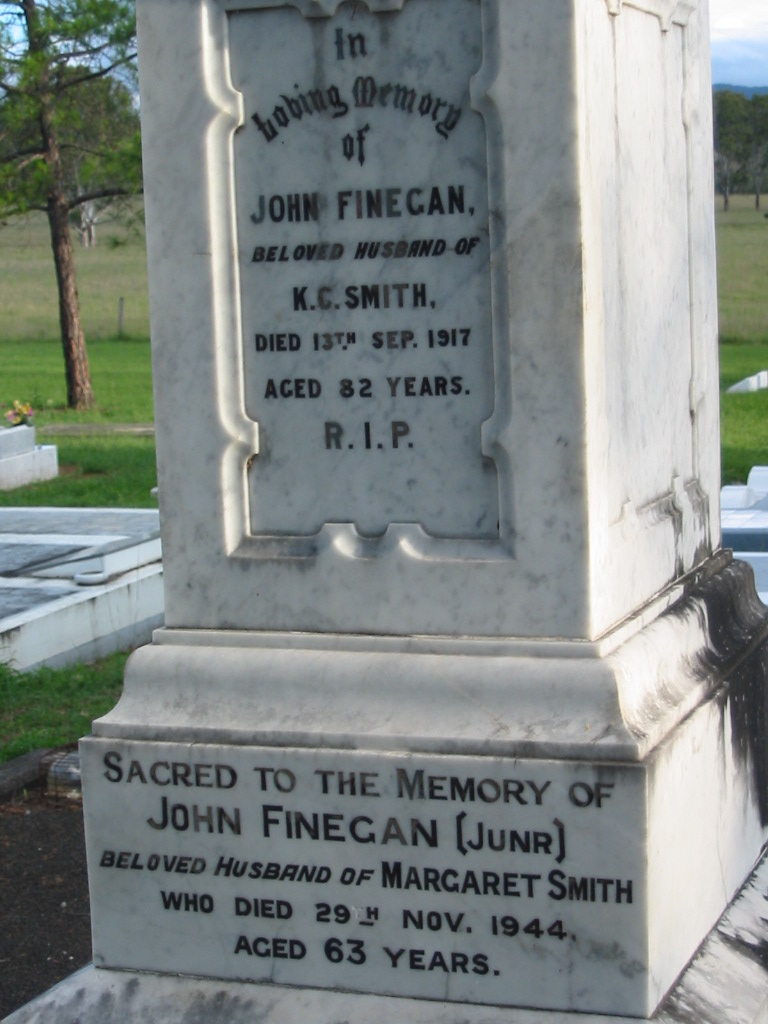 In
Loving Memory
of
JOHN FINEGAN,
BELOVED HUSBAND OF
K.C. SMITH,
DIED 13TH SEP. 1917
AGED 82 YEARS.
R.I.P.
SACRED TO THE MEMORY OF
JOHN FINEGAN (JUNR)
BELOVED HUSBAND OF MARGARET SMITH
WHO DIED 29TH NOV. 1944.
AGED 63 YEARS.